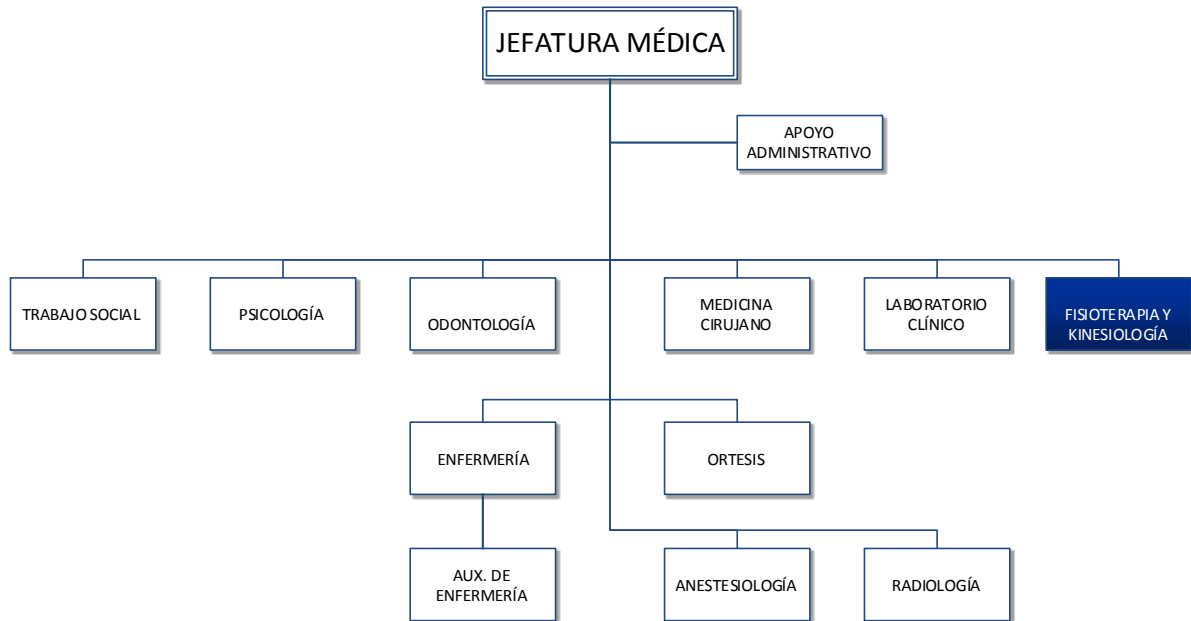 JEFATURA MÉDICA
APOYO
ADMINISTRATIVO
TRABAJO SOCIAL
PSICOLOGÍA
ODONTOLOGÍA
MEDICINA
CIRUJANO
LABORATORIO
CLÍNICO
FISIOTERAPIA Y
KINESIOLOGÍA
ENFERMERÍA
ORTESIS
AUX. DE
ENFERMERÍA
ANESTESIOLOGÍA
RADIOLOGÍA